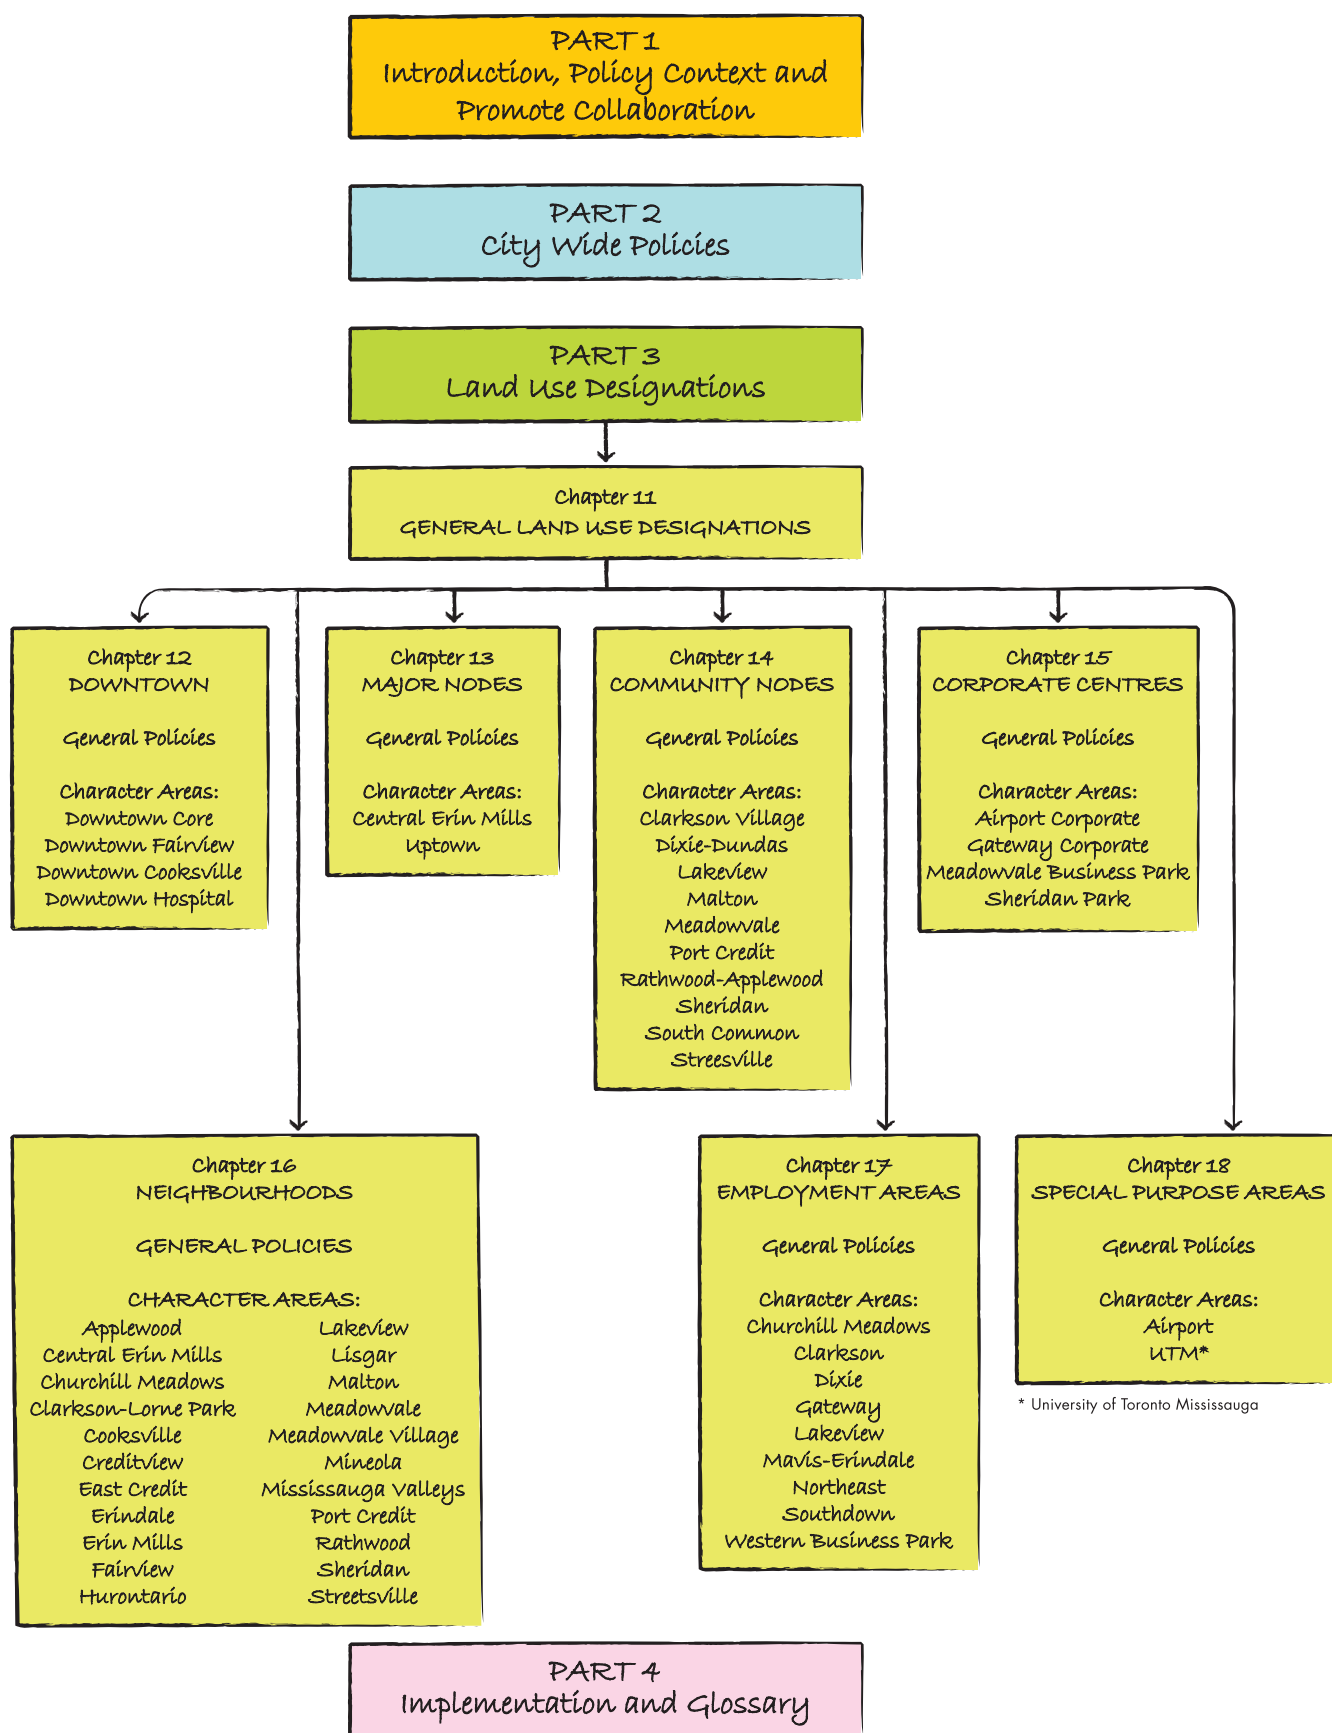 PART 1
Introduction, Policy Context and
Promote Collaboration
PART 2
City Wide Policies
PART 3
Land Use Designations
Chapter 11
GENERAL LAND USE DESIGNATIONS
Chapter 12
DOWNTOWN
General Policies
Character Areas:
Downtown Core
Downtown Fairview
Downtown Cooksville
Downtown Hospital
Chapter 13
MAJOR NODES
General Policies
Character Areas:
Central Erin Mills
Uptown
Chapter 14
COMMUNITY NODES
General Policies
Character Areas:
Clarkson Village
Dixie-Dundas
Lakeview
Malton
Meadowvale
Port Credit
Rathwood-Applewood
Sheridan
South Common
Streesville
Chapter 15
CORPORATE CENTRES
General Policies
Character Areas:
Airport Corporate
Gateway Corporate
Meadowvale Business Park
Sheridan Park
Chapter 16
NEIGHBOURHOODS
GENERAL POLICIES
CHARACTER AREAS:
Applewood
Central Erin Mills
Churchill Meadows
Clarkson-Lorne Park
Cooksville
Creditview
East Credit
Erindale
Erin Mills
Fairview
Hurontario
Lakeview
Lisgar
Malton
Meadowvale
Meadowvale Village
Mineola
Mississauga Valleys
Port Credit
Rathwood
Sheridan
Streetsville
Chapter 17
EMPLOYMENT AREAS
General Policies
Character Areas:
Churchill Meadows
Clarkson
Dixie
Gateway
Lakeview
Mavis-Erindale
Northeast
Southdown
Western Business Park
Chapter 18
SPECIAL PURPOSE AREAS
General Policies
Character Areas:
Airport
UTM*
* University of Toronto Mississauga
PART 4
Implementation and Glossary